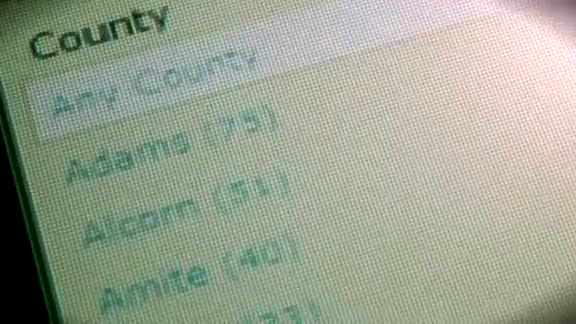 County
Any County
Adams (75)
Alcorn (51)
Amite (40)